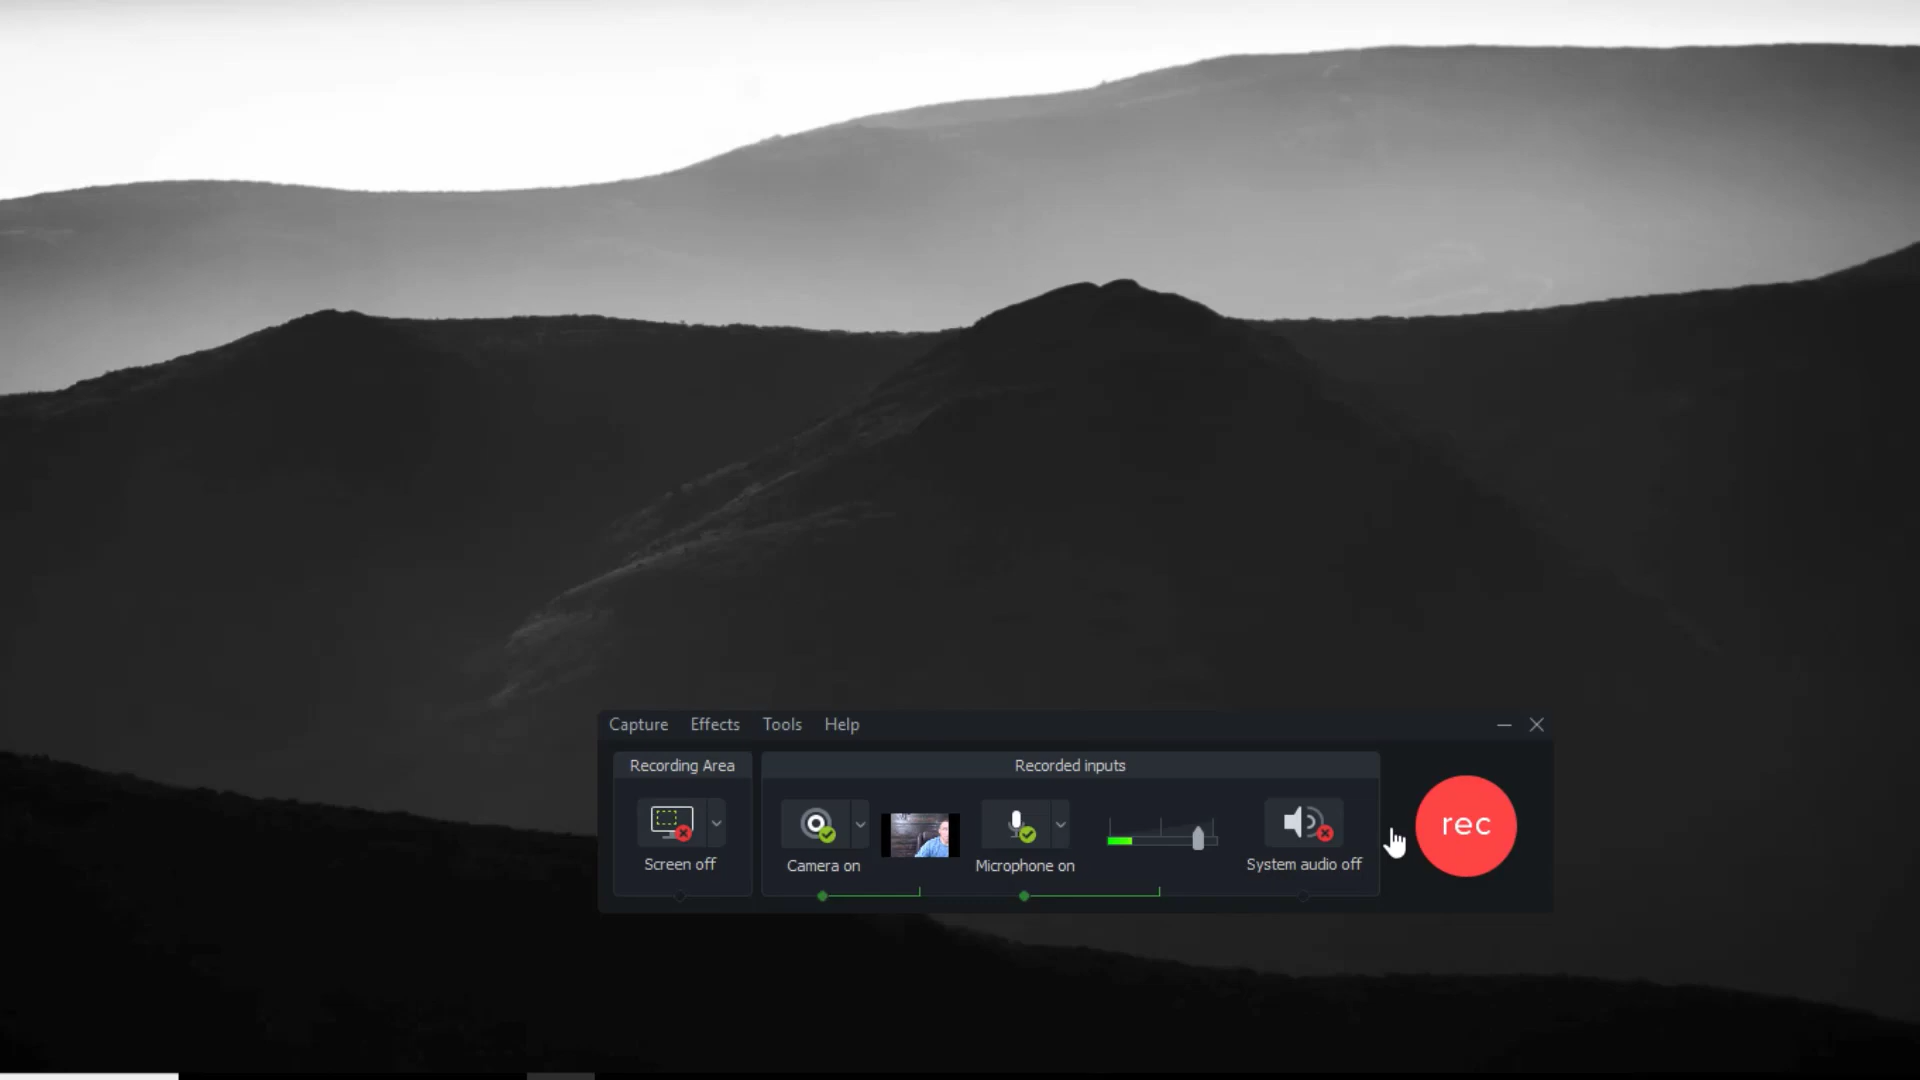 Capture Effects Tools Help
Recording Area
Recorded inputs
Screen off
Camera on
Microphone on
System audio off
rec